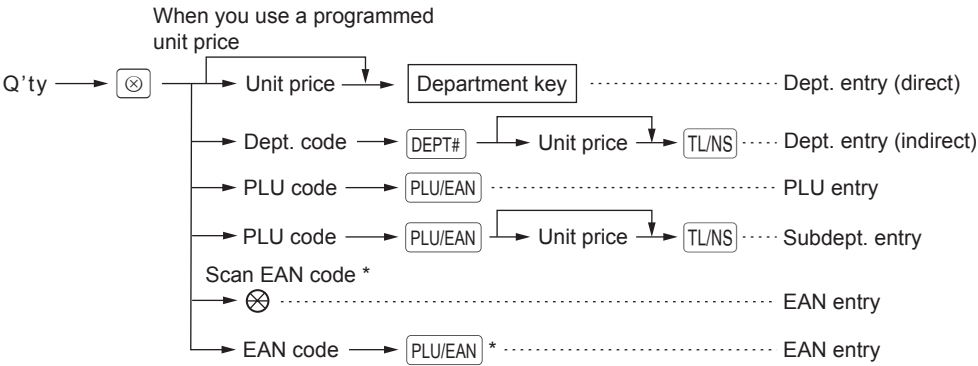 When you use a programmed
unit price
Q'ty ⊗ Unit price Department key Dept. entry (direct)
Dept. code DEPT# Unit price TL/NS Dept. entry (indirect)
PLU code PLU/EAN PLU entry
PLU code PLU/EAN Unit price TL/NS Subdept. entry
Scan EAN code *
EAN entry
EAN code PLU/EAN * EAN entry